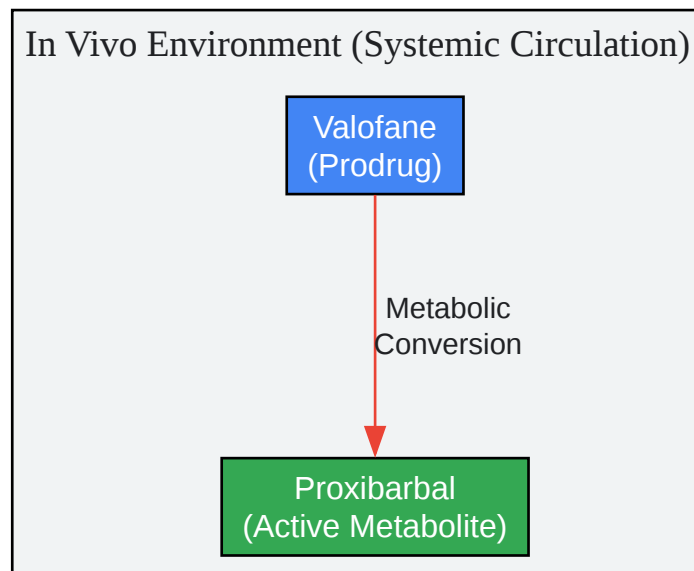 In Vivo Environment (Systemic Circulation)
Valofane
(Prodrug)
Metabolic
Conversion
Proxibarbal
(Active Metabolite)